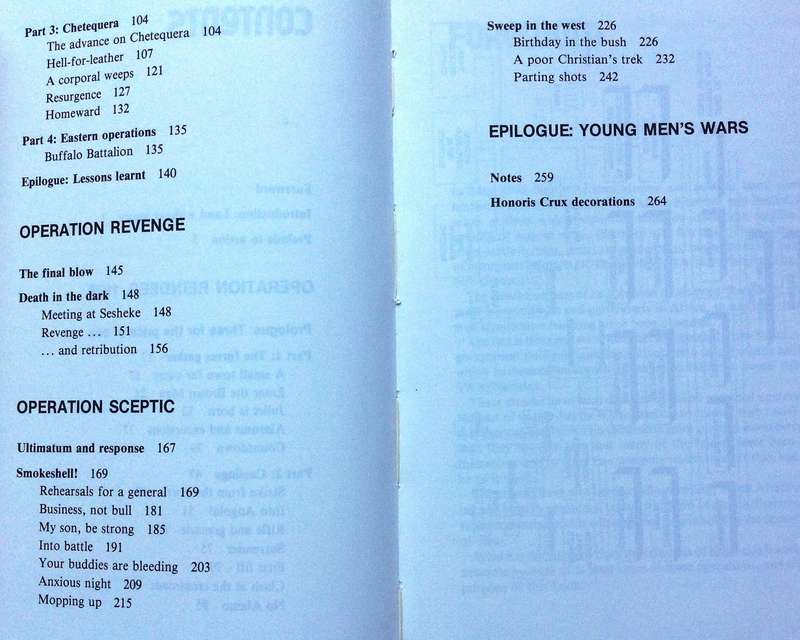 Part 3: Chetequera 104
The advance on Chetequera 104
Hell-for-leather 107
A corporal weeps 121
Resurgence 127
Homeward 132
Part 4: Eastern operations 135
Buffalo Battalion 135
Epilogue: Lessons learnt 140
OPERATION REVENGE
The final blow 145
Death in the dark 148
Meeting at Sesheke 148
Revenge ... 151
... and retribution 156
OPERATION SCEPTIC
Ultimatum and response 167
Smokeshell! 169
Rehearsals for a general 169
Business, not bull 181
My son, be strong 185
Into battle 191
Your buddies are bleeding 203
Anxious night 209
Mopping up 215
Sweep in the west 226
Birthday in the bush 226
A poor Christian's trek 232
Parting shots 242
EPILOGUE: YOUNG MEN'S WARS
Notes 259
Honoris Crux decorations 264